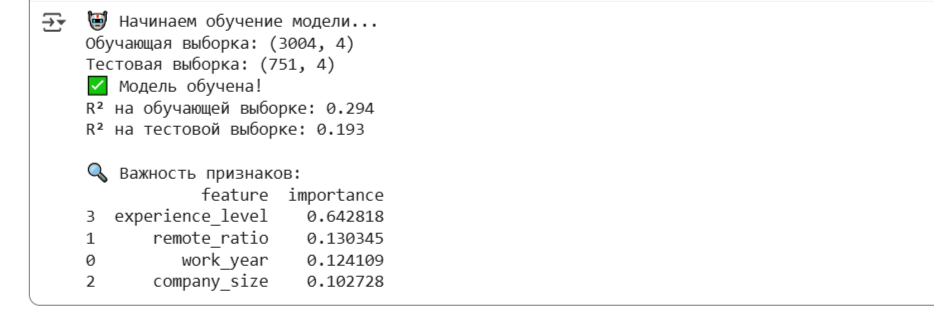 🤖 Начинаем обучение модели...
Обучающая выборка: (3004, 4)
Тестовая выборка: (751, 4)
✅ Модель обучена!
R² на обучающей выборке: 0.294
R² на тестовой выборке: 0.193
🔍 Важность признаков:
feature importance
3 experience_level 0.642818
1 remote_ratio 0.130345
0 work_year 0.124109
2 company_size 0.102728